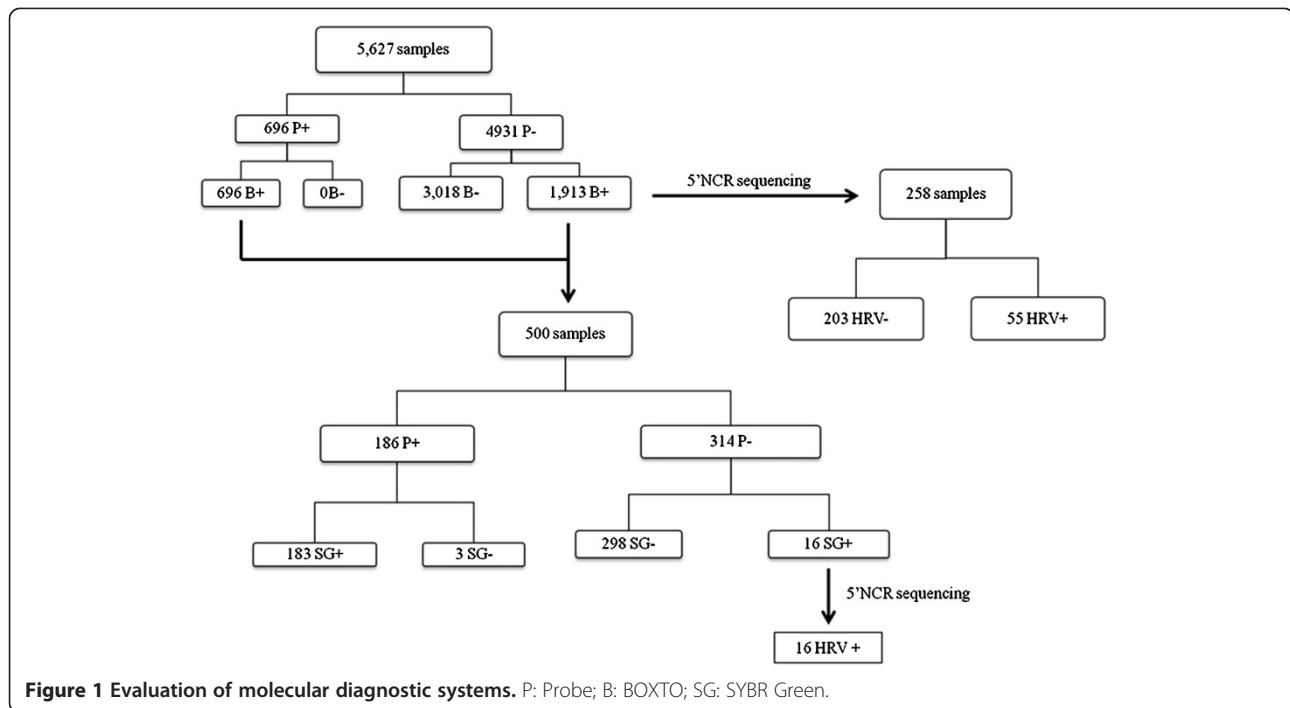 5,627 samples
696 P+
4931 P-
696 B+
0B-
3,018 B-
1,913 B+
5'NCR sequencing
258 samples
203 HRV-
55 HRV+
500 samples
186 P+
314 P-
183 SG+
3 SG-
298 SG-
16 SG+
5'NCR sequencing
16 HRV +
Figure 1 Evaluation of molecular diagnostic systems. P: Probe; B: BOXTO; SG: SYBR Green.